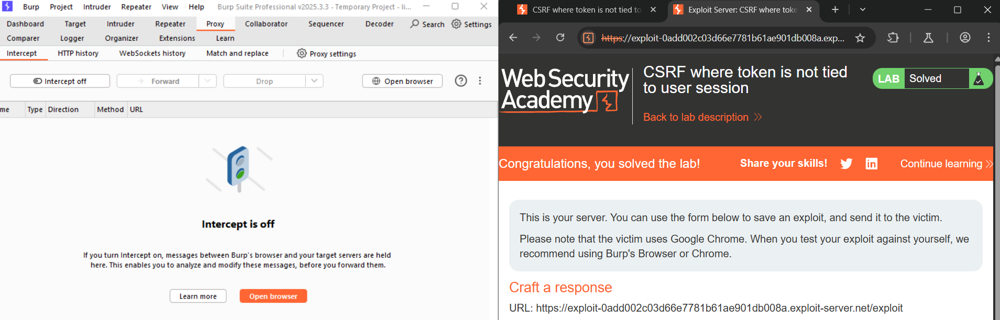 Burp Project Intruder Repeater View Help Burp Suite Professional v2025.3.3 - Temporary Project - li...
Dashboard Target Intruder Repeater Proxy Collaborator Sequencer Decoder Search Settings
Comparer Logger Organizer Extensions Learn
Intercept HTTP history WebSockets history Match and replace Proxy settings
Intercept off Forward Drop Open browser
me Type Direction Method URL
Intercept is off
If you turn Intercept on, messages between Burp's browser and your target servers are held
here. This enables you to analyze and modify these messages, before you forward them.
Learn more Open browser
CSRF where token is not tied to Exploit Server: CSRF where toke
https://exploit-0add002c03d66e7781b61ae901db008a.exp...
Web Security
Academy
CSRF where token is not tied
to user session
Back to lab description
LAB Solved
Congratulations, you solved the lab! Share your skills! Continue learning
This is your server. You can use the form below to save an exploit, and send it to the victim.
Please note that the victim uses Google Chrome. When you test your exploit against yourself, we
recommend using Burp's Browser or Chrome.
Craft a response
URL: https://exploit-0add002c03d66e7781b61ae901db008a.exploit-server.net/exploit